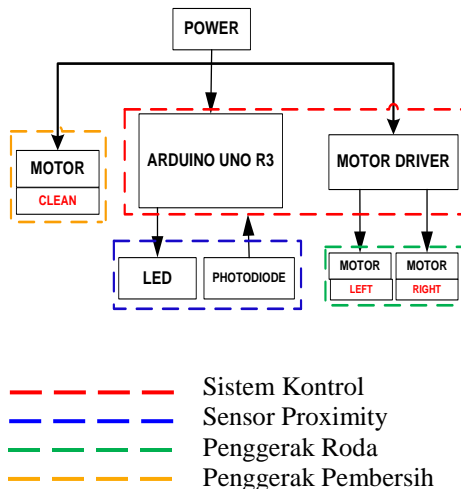 POWER
ARDUINO UNO R3
MOTOR DRIVER
MOTOR
CLEAN
LED
PHOTODIODE
MOTOR
LEFT
MOTOR
RIGHT
Sistem Kontrol
Sensor Proximity
Penggerak Roda
Penggerak Pembersih